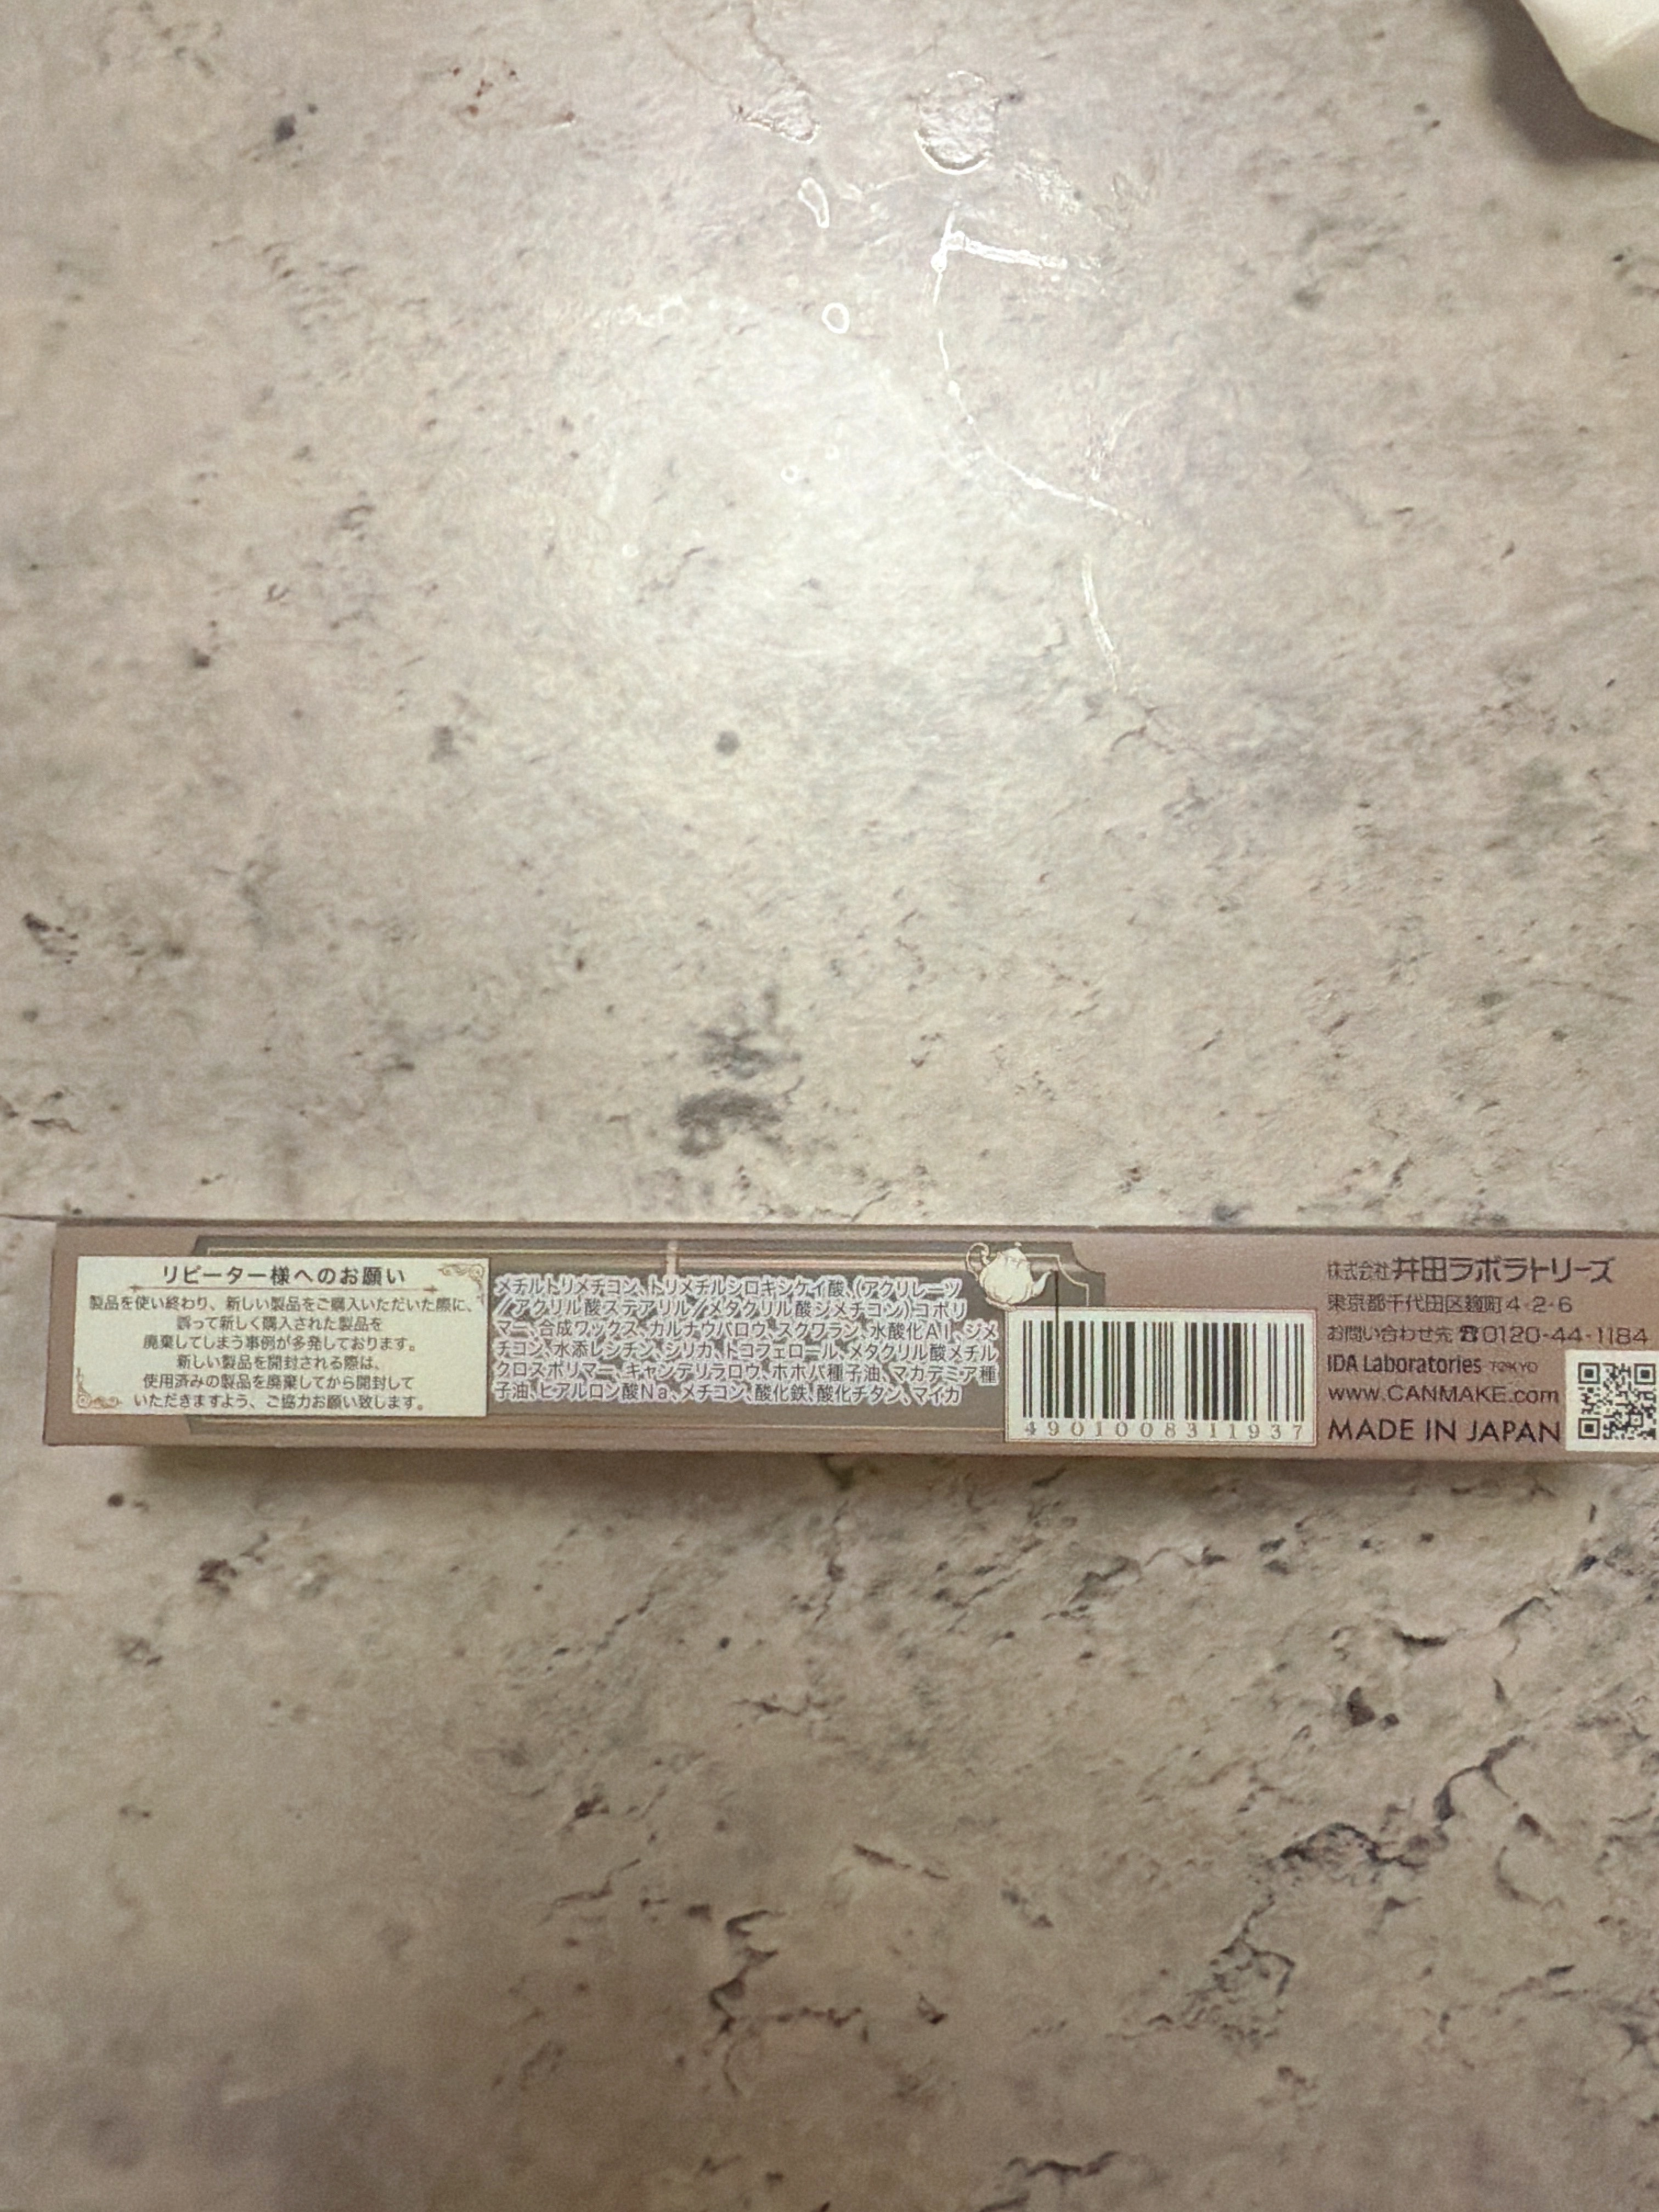 リピーター様へのお願い
製品を使い終わり、新しい製品をご購入いただいた際に、
誤って新しく購入された製品を
廃棄してしまう事例が多発しております。
新しい製品を開封される際は、
使用済みの製品を廃棄してから開封して
いただきますよう、ご協力お願い致します。
メチルトリメチコン、トリメチルシロキシケイ酸、(アクリレーツ
/アクリル酸ステアリル/メタクリル酸ジメチコン)コポリ
マー、合成ワックス、カルナウバロウ、スクワラン、水酸化Al、ジメ
チコン、水添レシチン、シリカ、トコフェロール、メタクリル酸メチル
クロスポリマー、キャンデリラロウ、ホホバ種子油、マカデミア種
子油、ヒアルロン酸Na、メチコン、酸化鉄、酸化チタン、マイカ
4901008311937
株式会社井田ラボラトリーズ
東京都千代田区麹町4-2-6
お問い合わせ先☎0120-44-1184
IDA Laboratories TOKYO
www.CANMAKE.com
MADE IN JAPAN